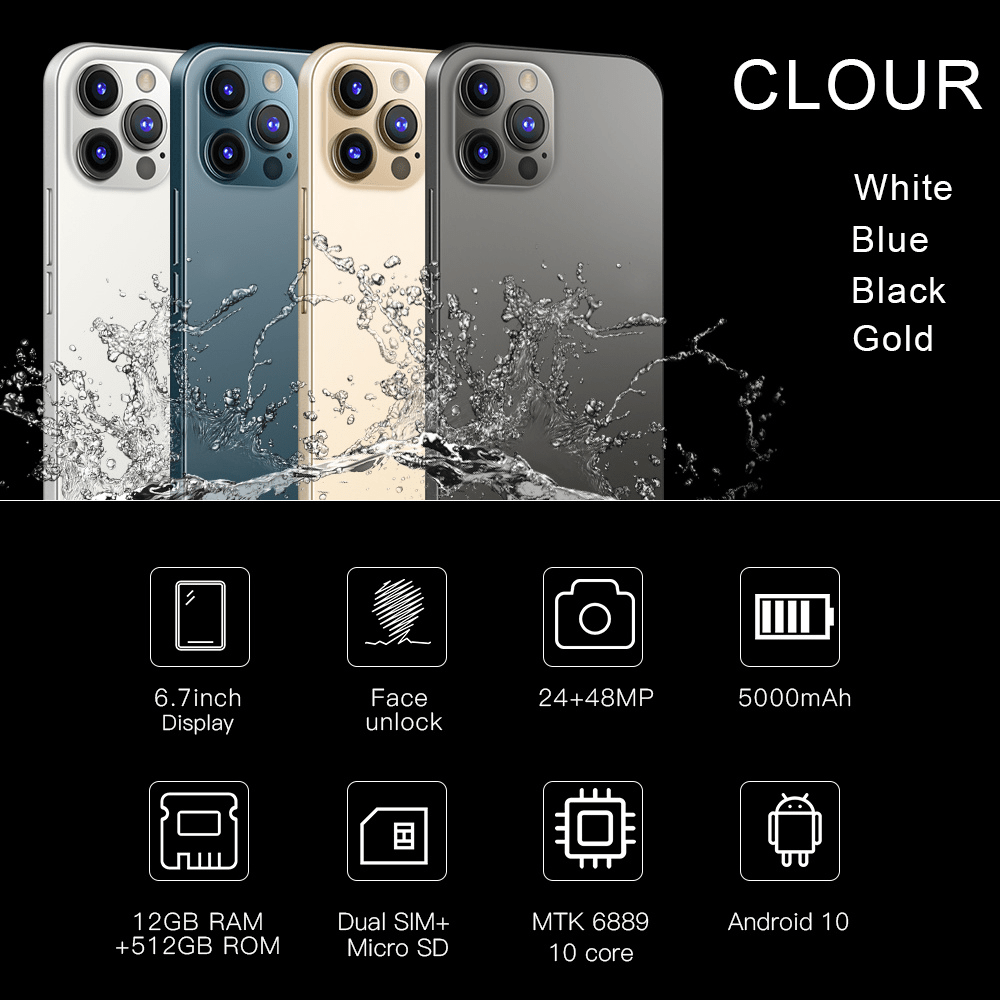 CLOUR
White
Blue
Black
Gold
6.7inch
Display
Face
unlock
24+48MP
5000mAh
12GB RAM
+512GB ROM
Dual SIM+
Micro SD
MTK 6889
10 core
Android 10